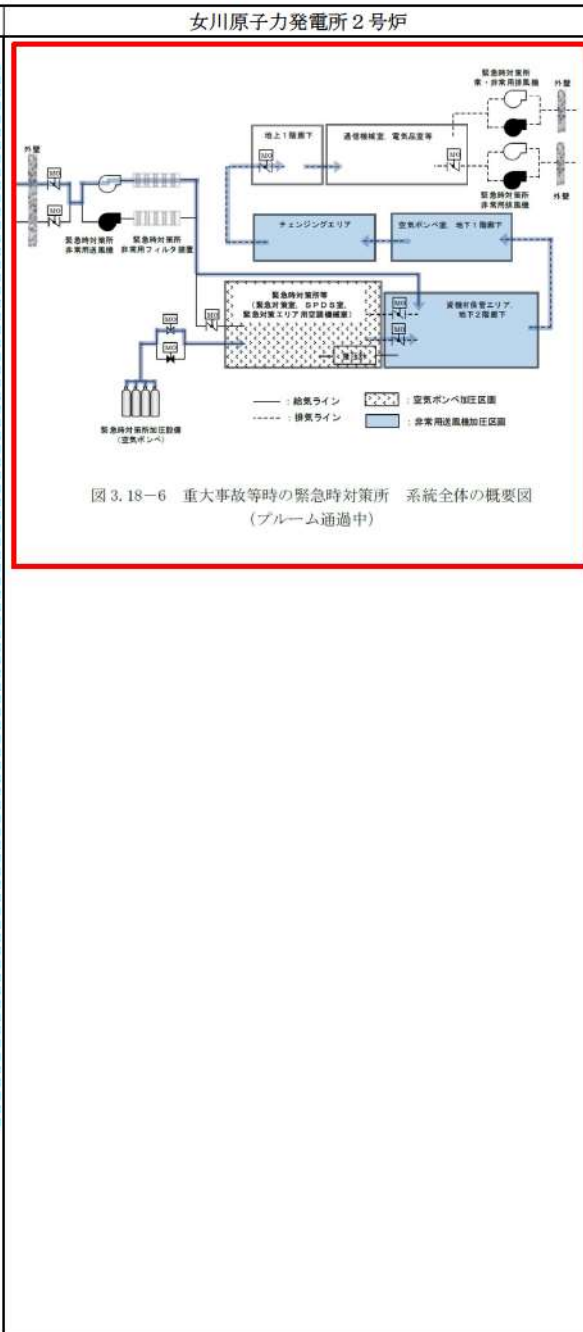 女川原子力発電所2号炉
緊急時対策所
常・非常用排風機
外壁
地上1階廊下
通信機械室、電気品室等
MO
MO
外壁
MO
MO
緊急時対策所
非常用送風機
緊急時対策所
非常用フィルタ装置
緊急時対策所
非常用排風機
外壁
チェンジングエリア
空気ボンベ室、地下1階廊下
緊急時対策所等
(緊急対策室、SPDS室、
緊急対策エリア用空調機械室)
資機材保管エリア、
地下2階廊下
MO
MO
MO
MO
MO
差圧計
緊急時対策所加圧設備
(空気ボンベ)
:給気ライン
:排気ライン
:空気ボンベ加圧区画
:非常用送風機加圧区画
図3.18-6 重大事故等時の緊急時対策所 系統全体の概要図
(プルーム通過中)